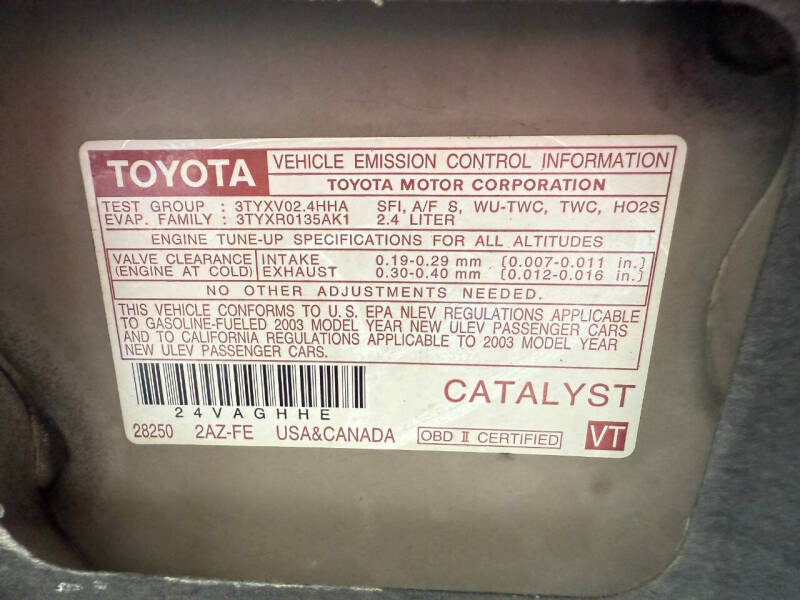 TOYOTA VEHICLE EMISSION CONTROL INFORMATION
TOYOTA MOTOR CORPORATION
TEST GROUP : 3TYXV02.4HHA SFI, A/F S, WU-TWC, TWC, HO2S
EVAP. FAMILY : 3TYXR0135AK1 2.4 LITER
ENGINE TUNE-UP SPECIFICATIONS FOR ALL ALTITUDES
VALVE CLEARANCE INTAKE 0.19-0.29 mm (0.007-0.011 in.)
(ENGINE AT COLD) EXHAUST 0.30-0.40 mm (0.012-0.016 in.)
NO OTHER ADJUSTMENTS NEEDED.
THIS VEHICLE CONFORMS TO U.S. EPA NLEV REGULATIONS APPLICABLE
TO GASOLINE-FUELED 2003 MODEL YEAR NEW ULEV PASSENGER CARS
AND TO CALIFORNIA REGULATIONS APPLICABLE TO 2003 MODEL YEAR
NEW ULEV PASSENGER CARS.
CATALYST
24VAGHHE
28250 2AZ-FE USA&CANADA OBD II CERTIFIED VT